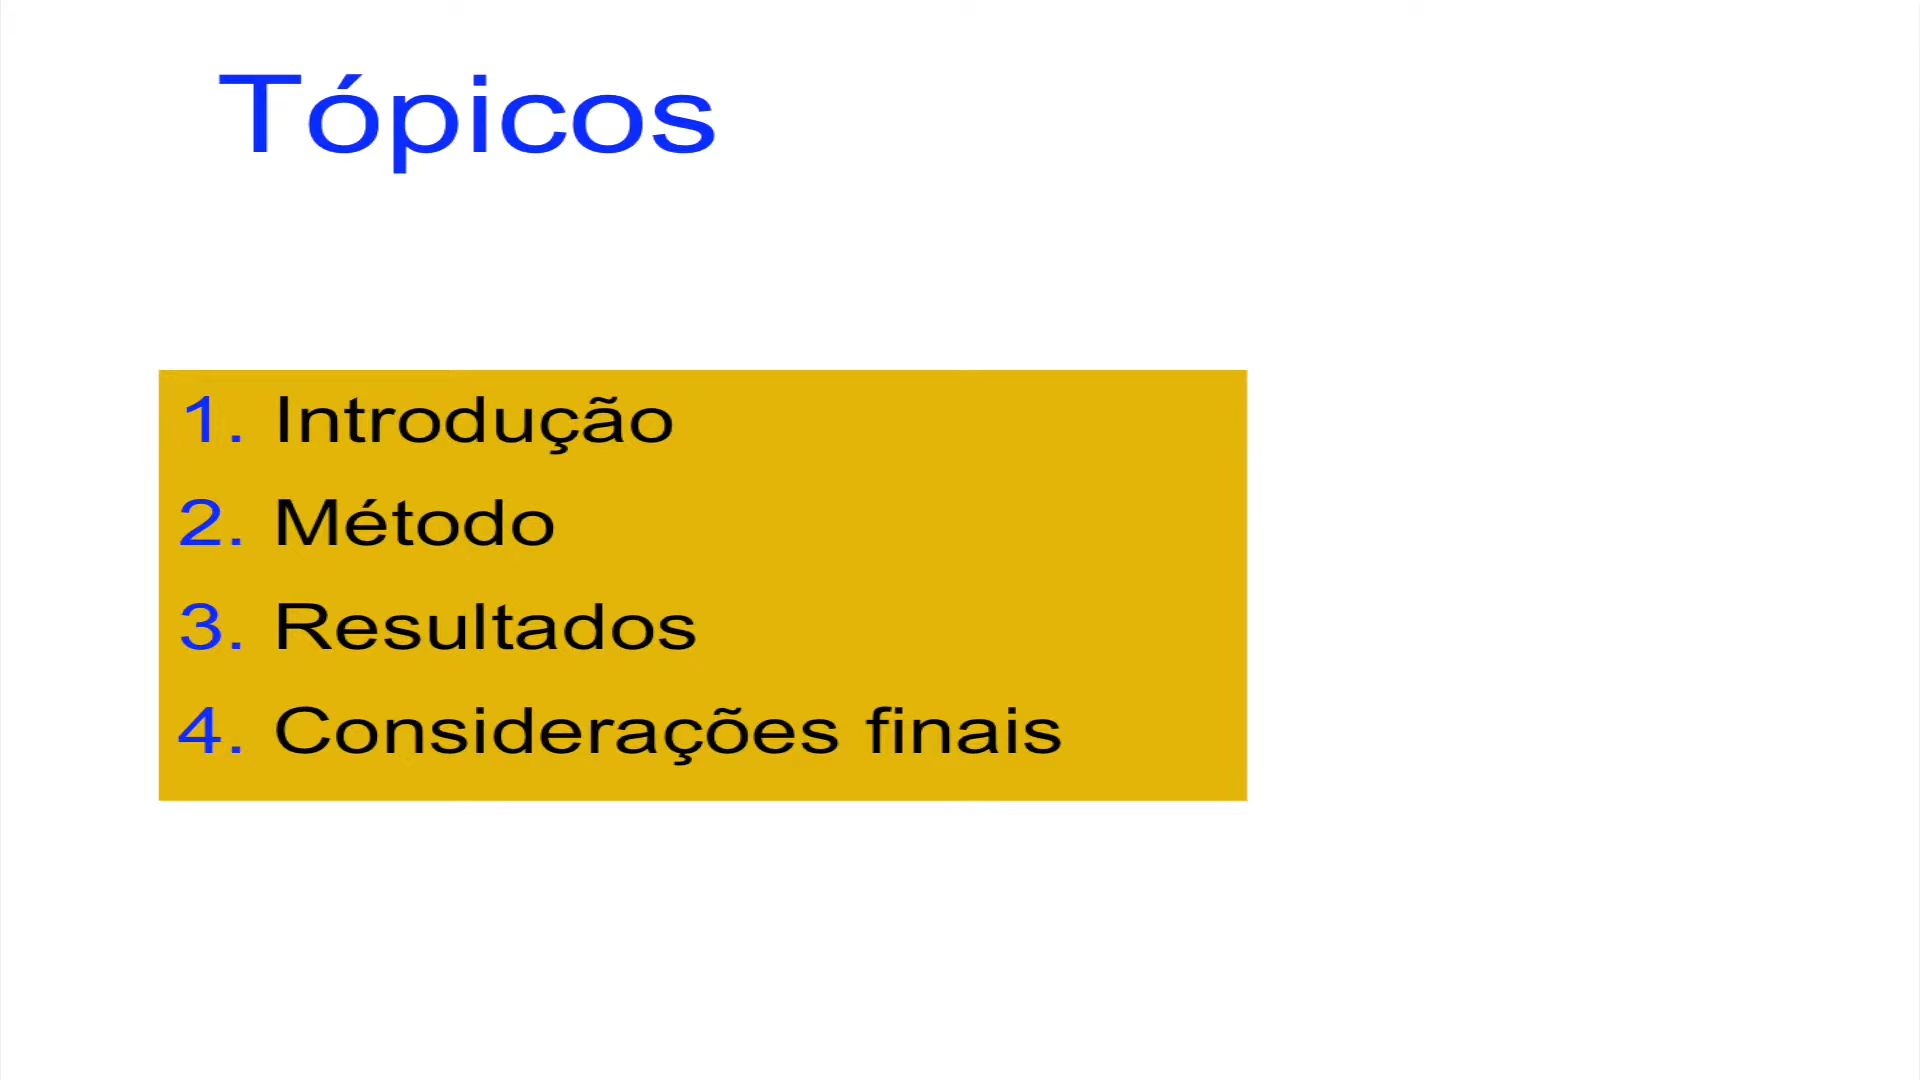 Tópicos
1. Introdução
2. Método
3. Resultados
4. Considerações finais